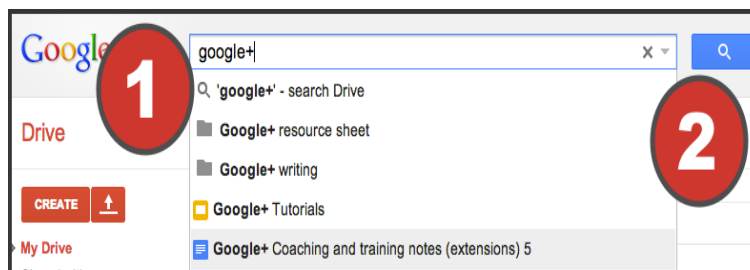 Google
google+
'google+' - search Drive
Google+ resource sheet
Google+ writing
Google+ Tutorials
Google+ Coaching and training notes (extensions) 5
1
2
Drive
CREATE
My Drive